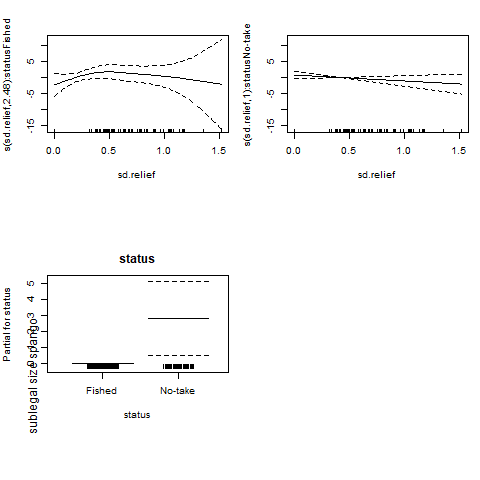 s(sd.relief,2.48):statusFished
-15 -5 5
0.0 0.5 1.0 1.5
sd.relief
s(sd.relief,1):statusNo-take
-15 -5 5
0.0 0.5 1.0 1.5
sd.relief
status
Partial for status
sublegal size spango
0 1 2 3 4 5
Fished No-take
status